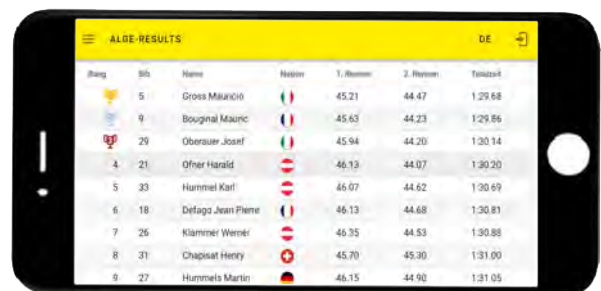 ALGE-RESULTS DE
Rang Bib Name Nation 1. Rennen 2. Rennen Totalzeit
5 Gross Mauricio 45.21 44.47 1:29.68
9 Bouginal Mauric 45.63 44.23 1:29.86
29 Oberauer Josef 45.94 44.20 1:30.14
4 21 Ofner Harald 46.13 44.07 1:30.20
5 33 Hummel Karl 46.07 44.62 1:30.69
6 18 Defago Jean Pierre 46.13 44.68 1:30.81
7 26 Klammer Werner 46.35 44.53 1:30.88
8 31 Chapisat Henry 45.70 45.30 1:31.00
9 27 Hummels Martin 46.15 44.90 1:31.05